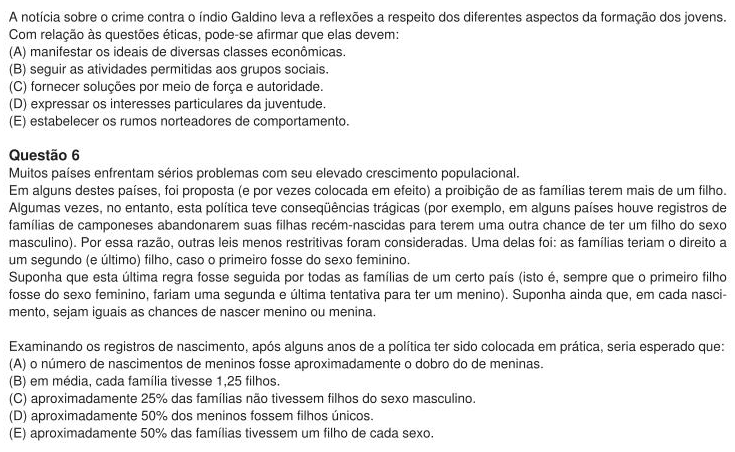 A notícia sobre o crime contra o índio Galdino leva a reflexões a respeito dos diferentes aspectos da formação dos jovens.
Com relação às questões éticas, pode-se afirmar que elas devem:
(A) manifestar os ideais de diversas classes econômicas.
(B) seguir as atividades permitidas aos grupos sociais.
(C) fornecer soluções por meio de força e autoridade.
(D) expressar os interesses particulares da juventude.
(E) estabelecer os rumos norteadores de comportamento.
Questão 6
Muitos países enfrentam sérios problemas com seu elevado crescimento populacional.
Em alguns destes países, foi proposta (e por vezes colocada em efeito) a proibição de as famílias terem mais de um filho.
Algumas vezes, no entanto, esta política teve conseqüências trágicas (por exemplo, em alguns países houve registros de
famílias de camponeses abandonarem suas filhas recém-nascidas para terem uma outra chance de ter um filho do sexo
masculino). Por essa razão, outras leis menos restritivas foram consideradas. Uma delas foi: as famílias teriam o direito a
um segundo (e último) filho, caso o primeiro fosse do sexo feminino.
Suponha que esta última regra fosse seguida por todas as famílias de um certo país (isto é, sempre que o primeiro filho
fosse do sexo feminino, fariam uma segunda e última tentativa para ter um menino). Suponha ainda que, em cada nasci-
mento, sejam iguais as chances de nascer menino ou menina.
Examinando os registros de nascimento, após alguns anos de a política ter sido colocada em prática, seria esperado que:
(A) o número de nascimentos de meninos fosse aproximadamente o dobro do de meninas.
(B) em média, cada família tivesse 1,25 filhos.
(C) aproximadamente 25% das famílias não tivessem filhos do sexo masculino.
(D) aproximadamente 50% dos meninos fossem filhos únicos.
(E) aproximadamente 50% das famílias tivessem um filho de cada sexo.